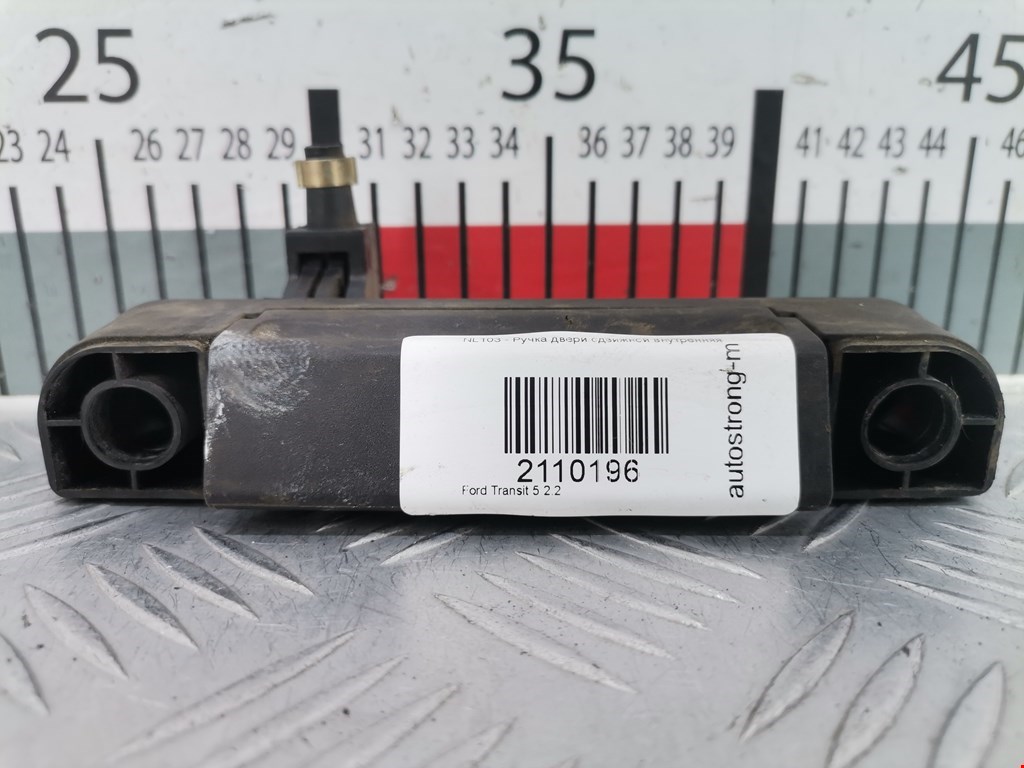 25 35 45
23 24 26 27 28 29 31 32 33 34 36 37 38 39 41 42 43 44 46
Ручка двери сдвижной внутренняя
2110196
Ford Transit 5 2.2
autostrong-m